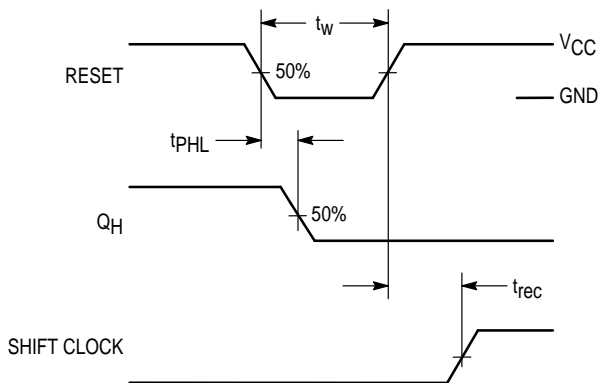 tw
VCC
RESET
50%
GND
tPHL
QH
50%
trec
SHIFT CLOCK